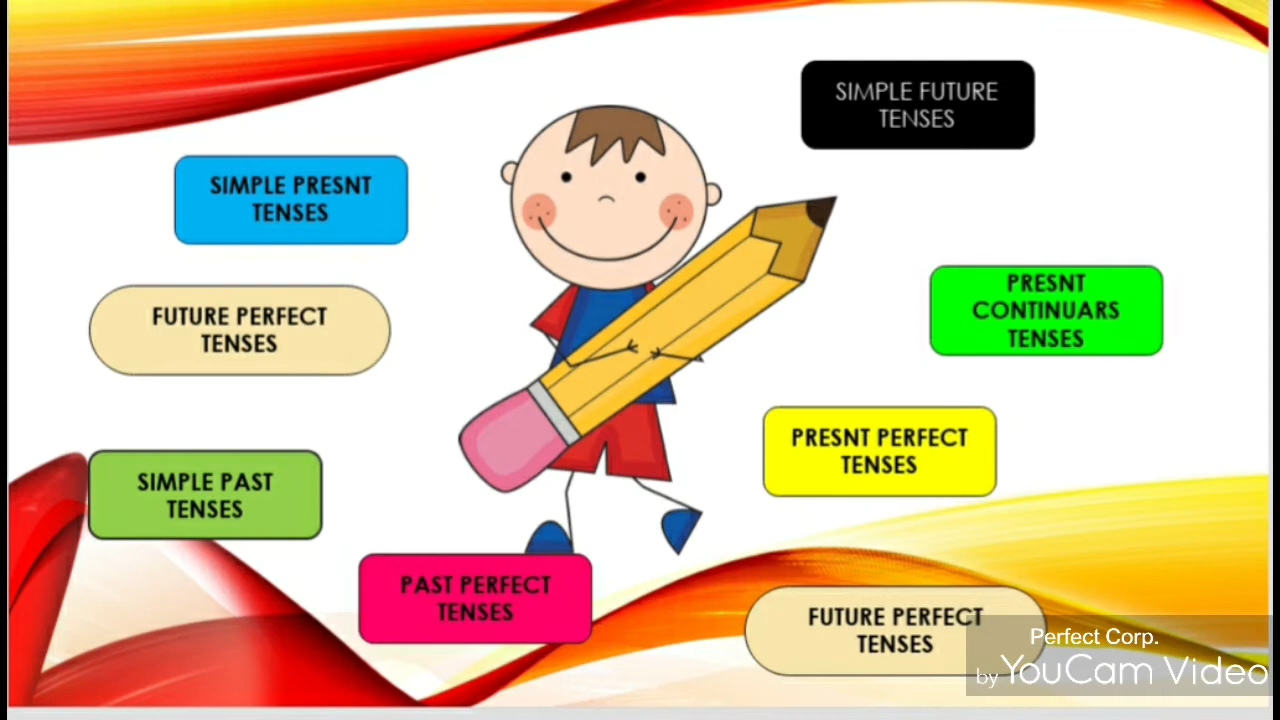 SIMPLE FUTURE
TENSES
SIMPLE PRESNT
TENSES
FUTURE PERFECT
TENSES
PRESNT
CONTINUARS
TENSES
PRESNT PERFECT
TENSES
SIMPLE PAST
TENSES
PAST PERFECT
TENSES
FUTURE PERFECT
TENSES
Perfect Corp.
by YouCam Video